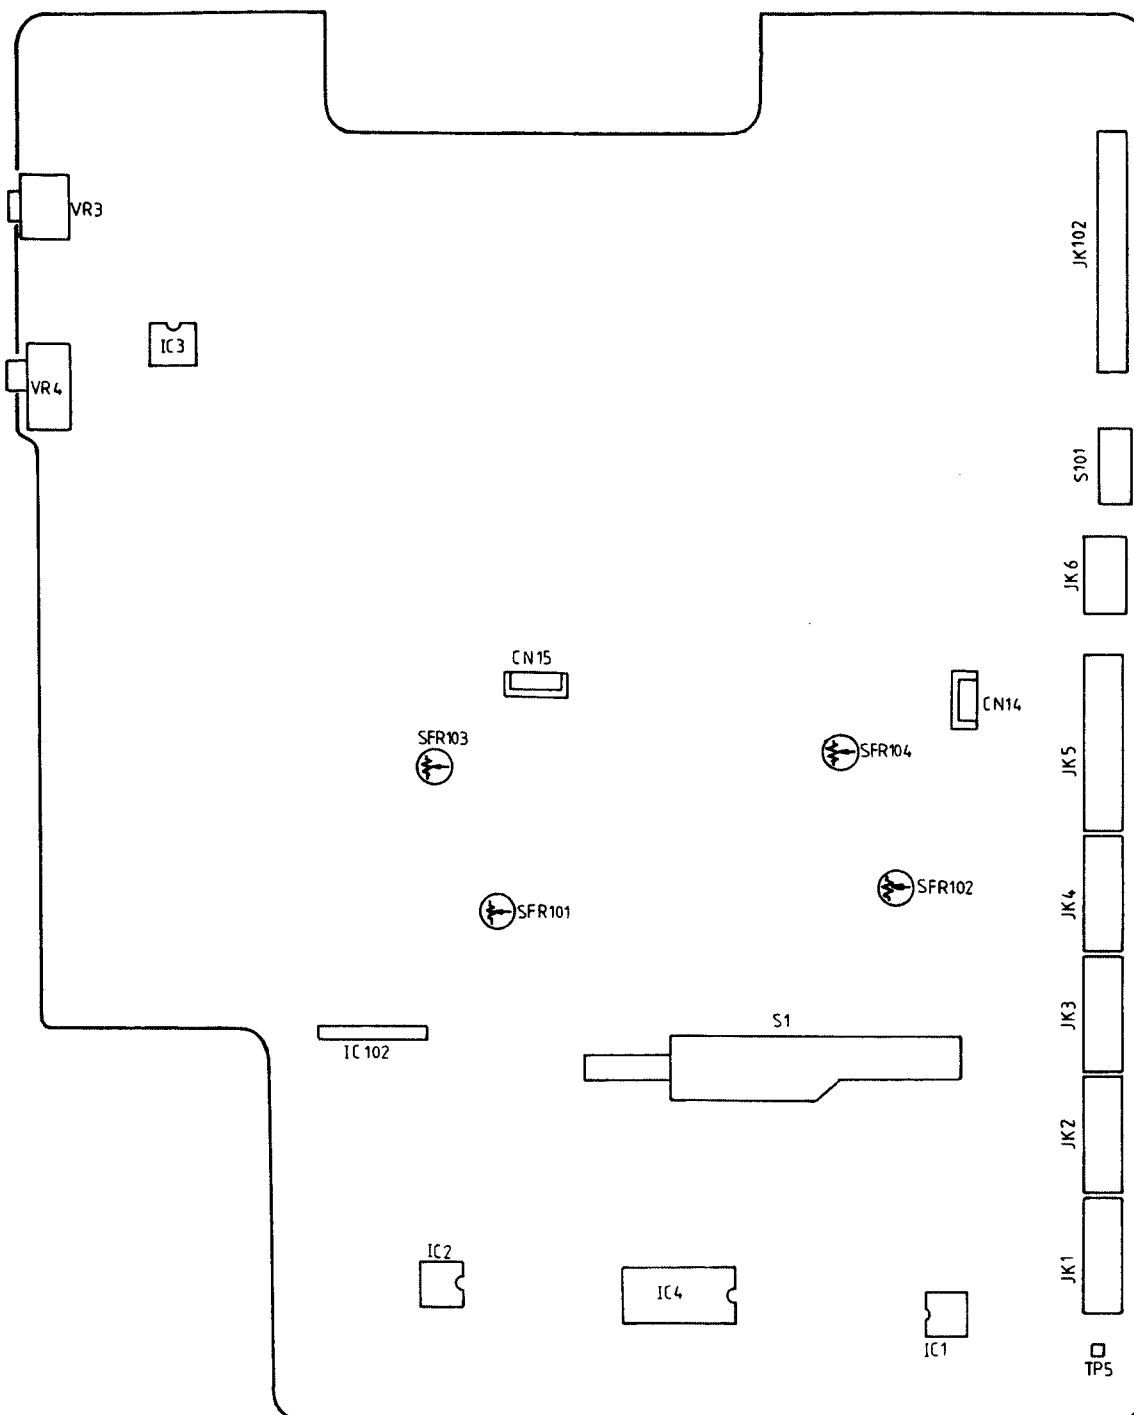 VR3
JK102
IC3
VR4
S101
JK6
CN15
CN14
SFR103
SFR104
JK5
SFR102
SFR101
JK4
JK3
S1
IC102
JK2
IC2
IC4
JK1
IC1
TP5